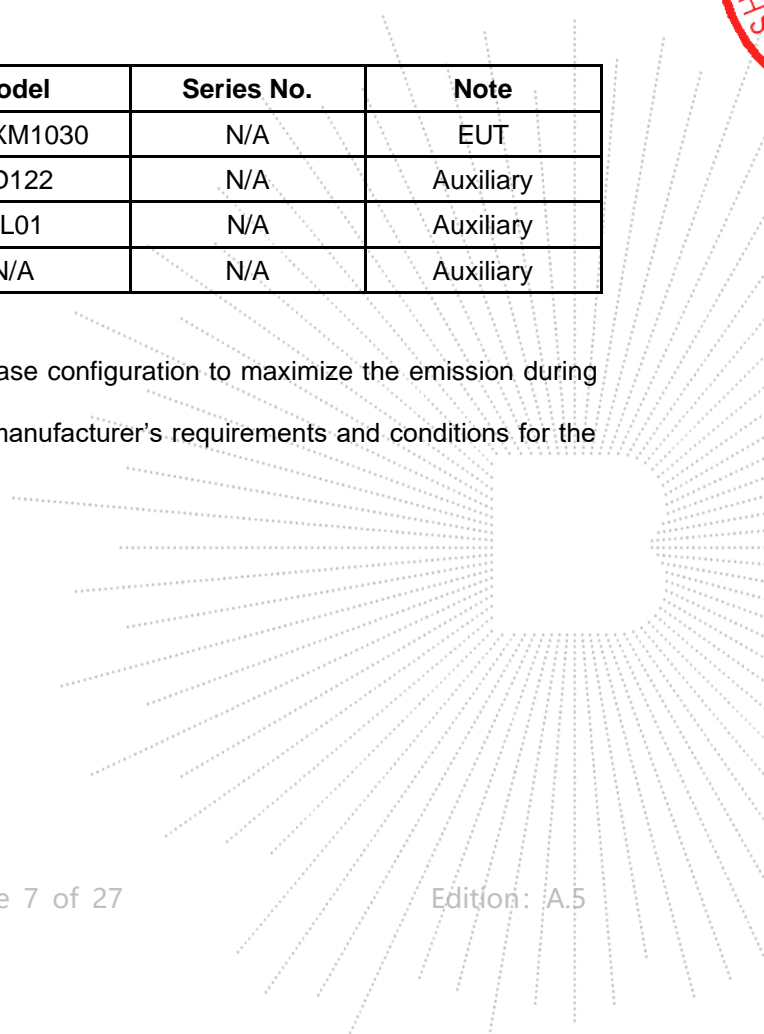 odel Series No. Note
XM1030 N/A EUT
D122 N/A Auxiliary
L01 N/A Auxiliary
N/A N/A Auxiliary
ase configuration to maximize the emission during
manufacturer's requirements and conditions for the
e 7 of 27 Edition: A.5